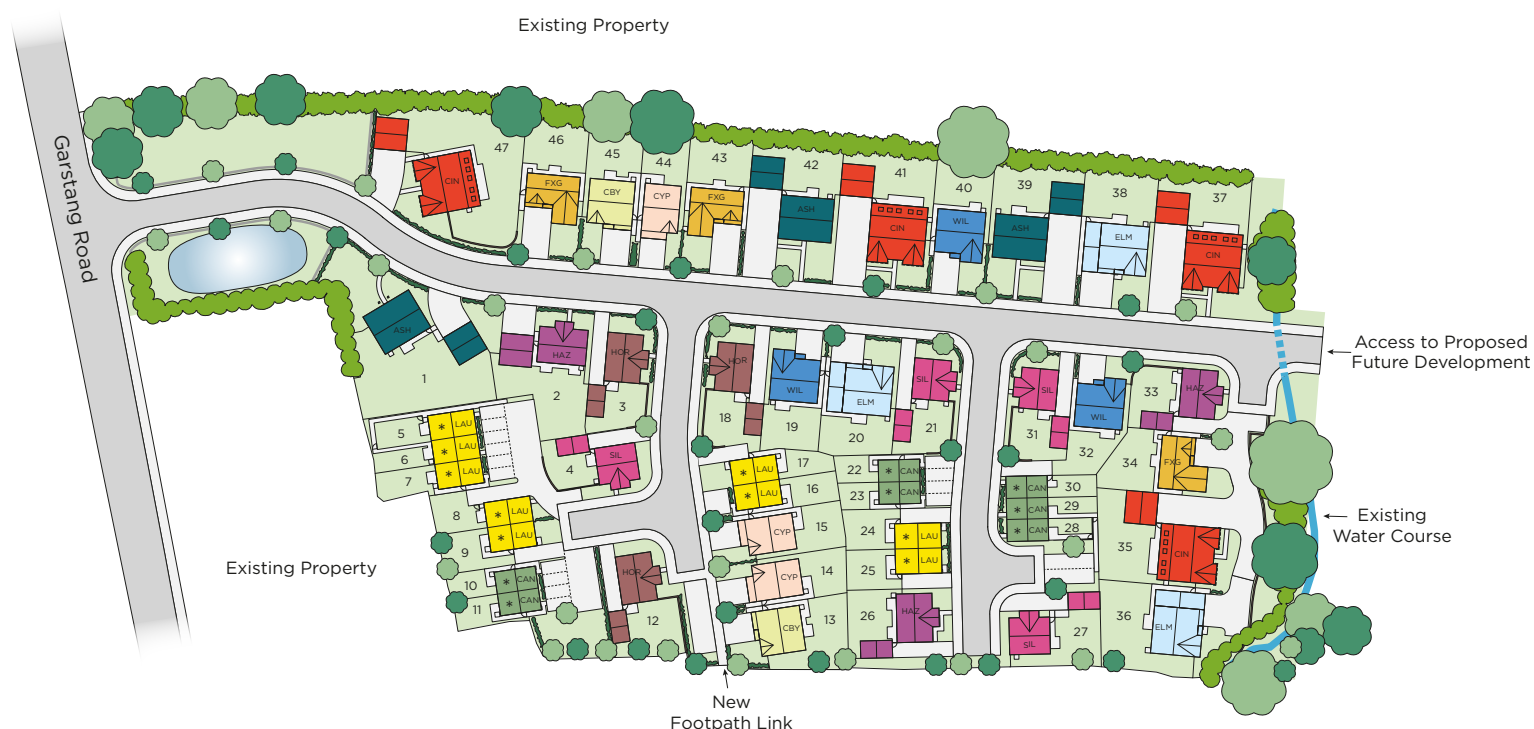 Existing Property
Garstang Road
47
46
45
44
43
42
41
40
39
38
37
CIN
FXG
CBY
CYP
FXG
ASH
CIN
WIL
ASH
ELM
CIN
Access to Proposed
Future Development
ASH
1
HAZ
2
HOR
3
HOR
18
WIL
19
ELM
20
SIL
21
SIL
31
WIL
32
HAZ
33
5
* LAU
6
* LAU
7
* LAU
4
SIL
8
* LAU
9
* LAU
10
* CAN
11
* CAN
HOR
12
* LAU
17
* LAU
16
CYP
15
CYP
14
CBY
13
22
* CAN
23
* CAN
24
* LAU
25
* LAU
26
HAZ
* CAN
30
* CAN
29
* CAN
28
SIL
27
34
FXG
35
CIN
36
ELM
Existing
Water Course
Existing Property
New
Footpath Link